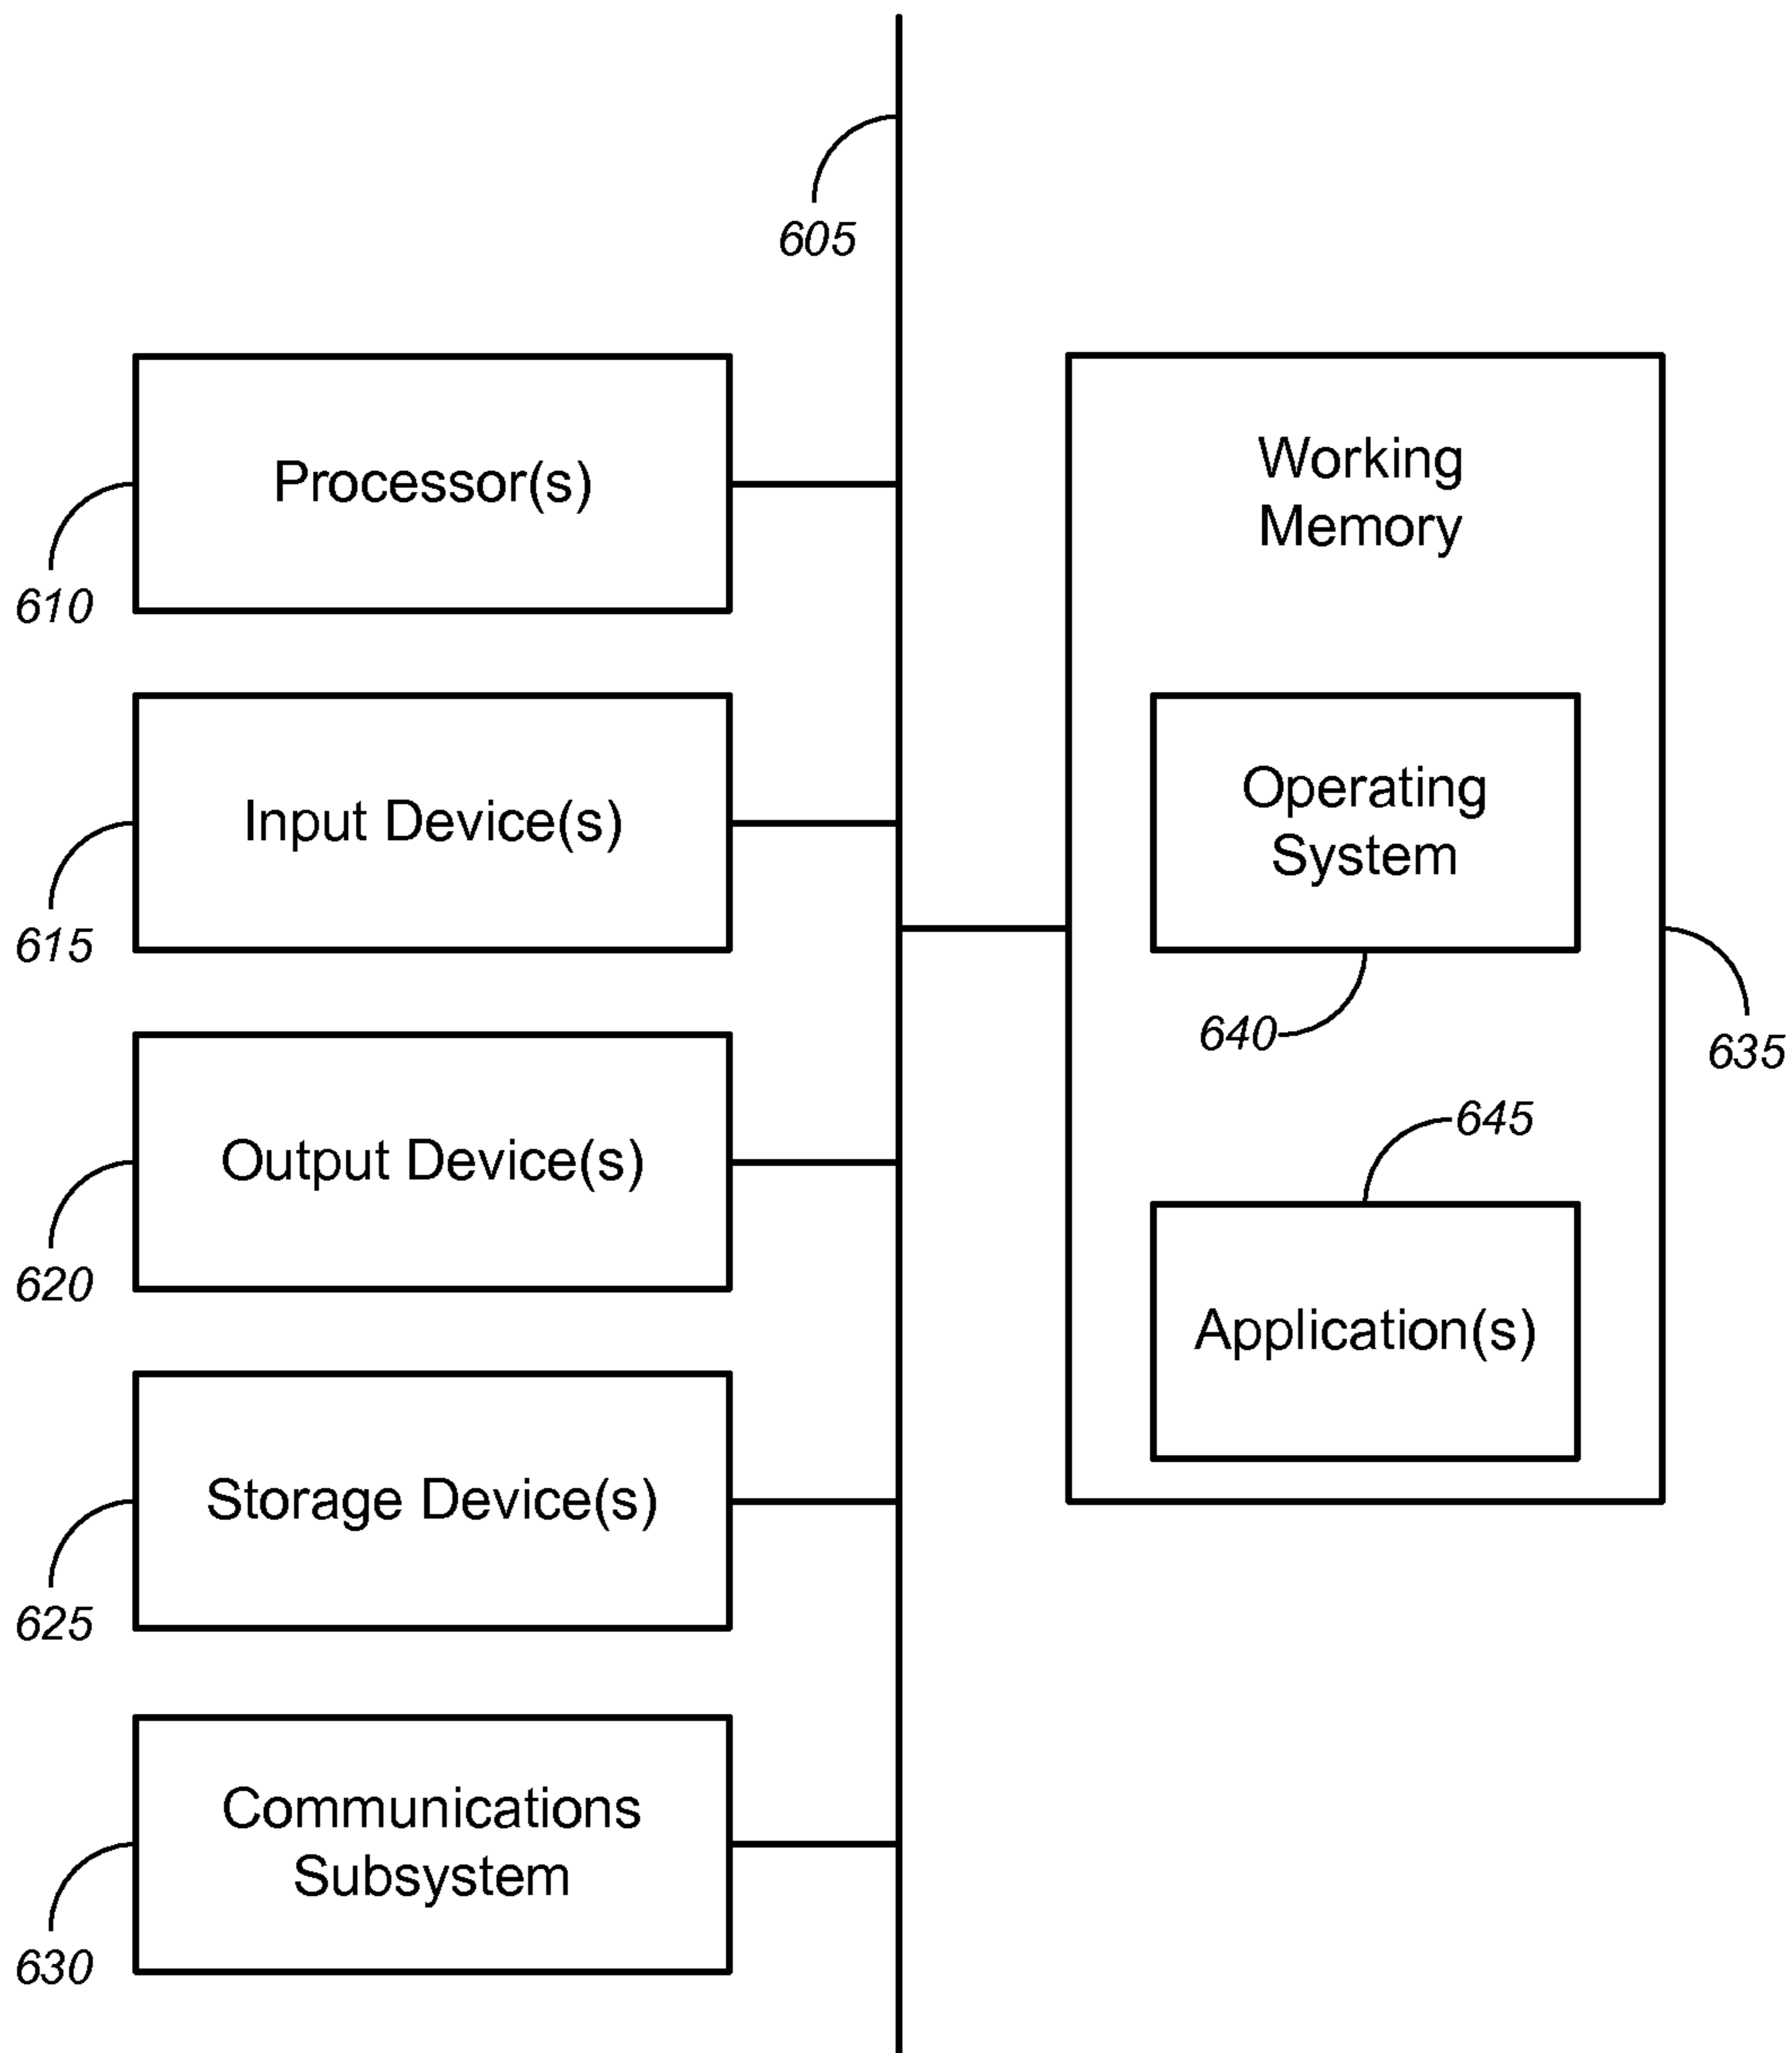 605
Processor(s)
610
Input Device(s)
615
Output Device(s)
620
Storage Device(s)
625
Communications
Subsystem
630
Working
Memory
Operating
System
640
635
645
Application(s)